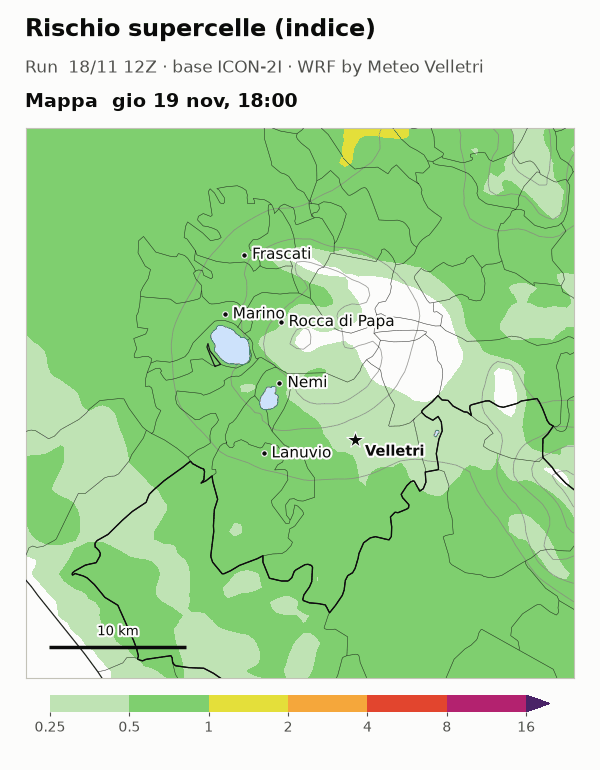 Rischio supercelle (indice)
Run  18/11 12Z · base ICON-2I · WRF by Meteo Velletri
Mappa  gio 19 nov, 18:00
Frascati
Marino
Rocca di Papa
Nemi
Velletri
Lanuvio
10 km
0.25 0.5 1 2 4 8 16